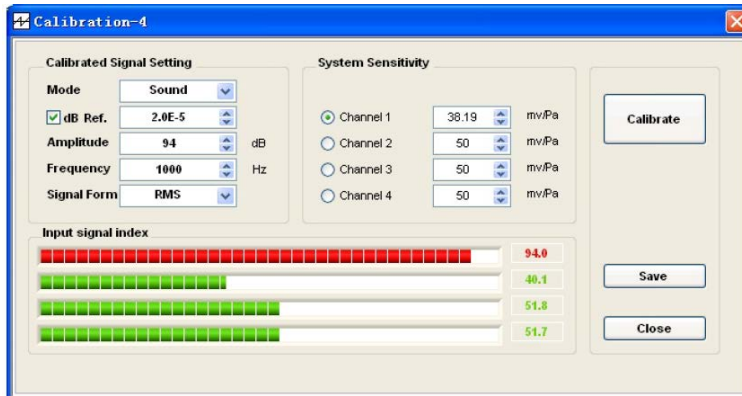 Calibration-4
Calibrated Signal Setting
Mode Sound
dB Ref. 2.0E-5
Amplitude 94 dB
Frequency 1000 Hz
Signal Form RMS
System Sensitivity
Channel 1 38.19 mv/Pa
Channel 2 50 mv/Pa
Channel 3 50 mv/Pa
Channel 4 50 mv/Pa
Calibrate
Input signal index
94.0
40.1
51.8
51.7
Save
Close